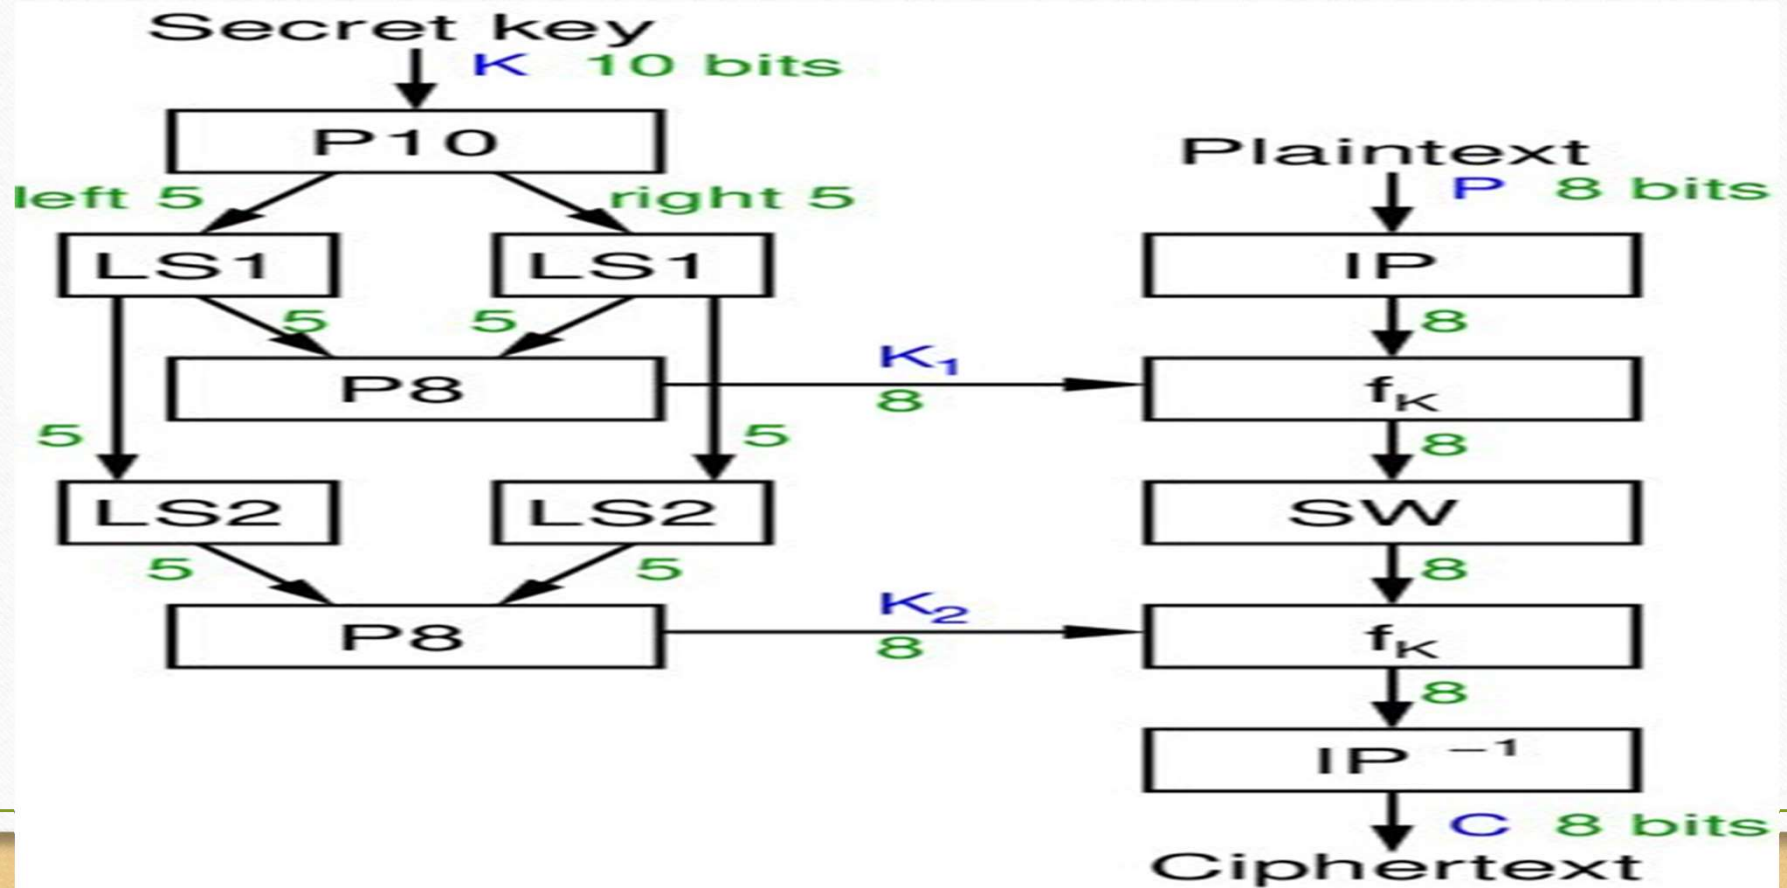 Secret key
K 10 bits
P10
left 5
right 5
LS1
LS1
5
5
P8
K1
8
5
5
LS2
LS2
5
5
P8
K2
8
Plaintext
P 8 bits
IP
8
fK
8
SW
8
fK
8
IP −1
C 8 bits
Ciphertext